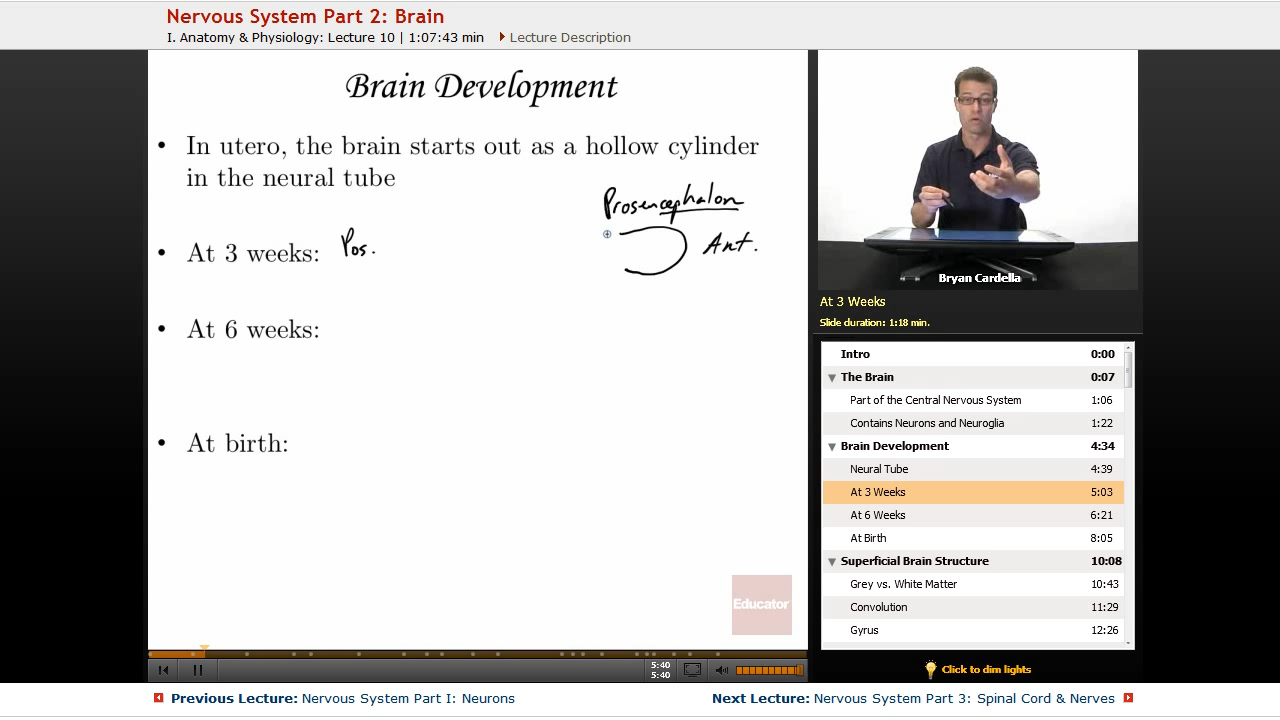 Nervous System Part 2: Brain
I. Anatomy & Physiology: Lecture 10 | 1:07:43 min Lecture Description
Brain Development
• In utero, the brain starts out as a hollow cylinder
in the neural tube
Prosencephalon
• At 3 weeks: Pos. Ant.
• At 6 weeks:
• At birth:
Educator
Bryan Cardella
At 3 Weeks
Slide duration: 1:18 min.
Intro 0:00
The Brain 0:07
Part of the Central Nervous System 1:06
Contains Neurons and Neuroglia 1:22
Brain Development 4:34
Neural Tube 4:39
At 3 Weeks 5:03
At 6 Weeks 6:21
At Birth 8:05
Superficial Brain Structure 10:08
Grey vs. White Matter 10:43
Convolution 11:29
Gyrus 12:26
5:40
5:40
Click to dim lights
Previous Lecture: Nervous System Part I: Neurons
Next Lecture: Nervous System Part 3: Spinal Cord & Nerves